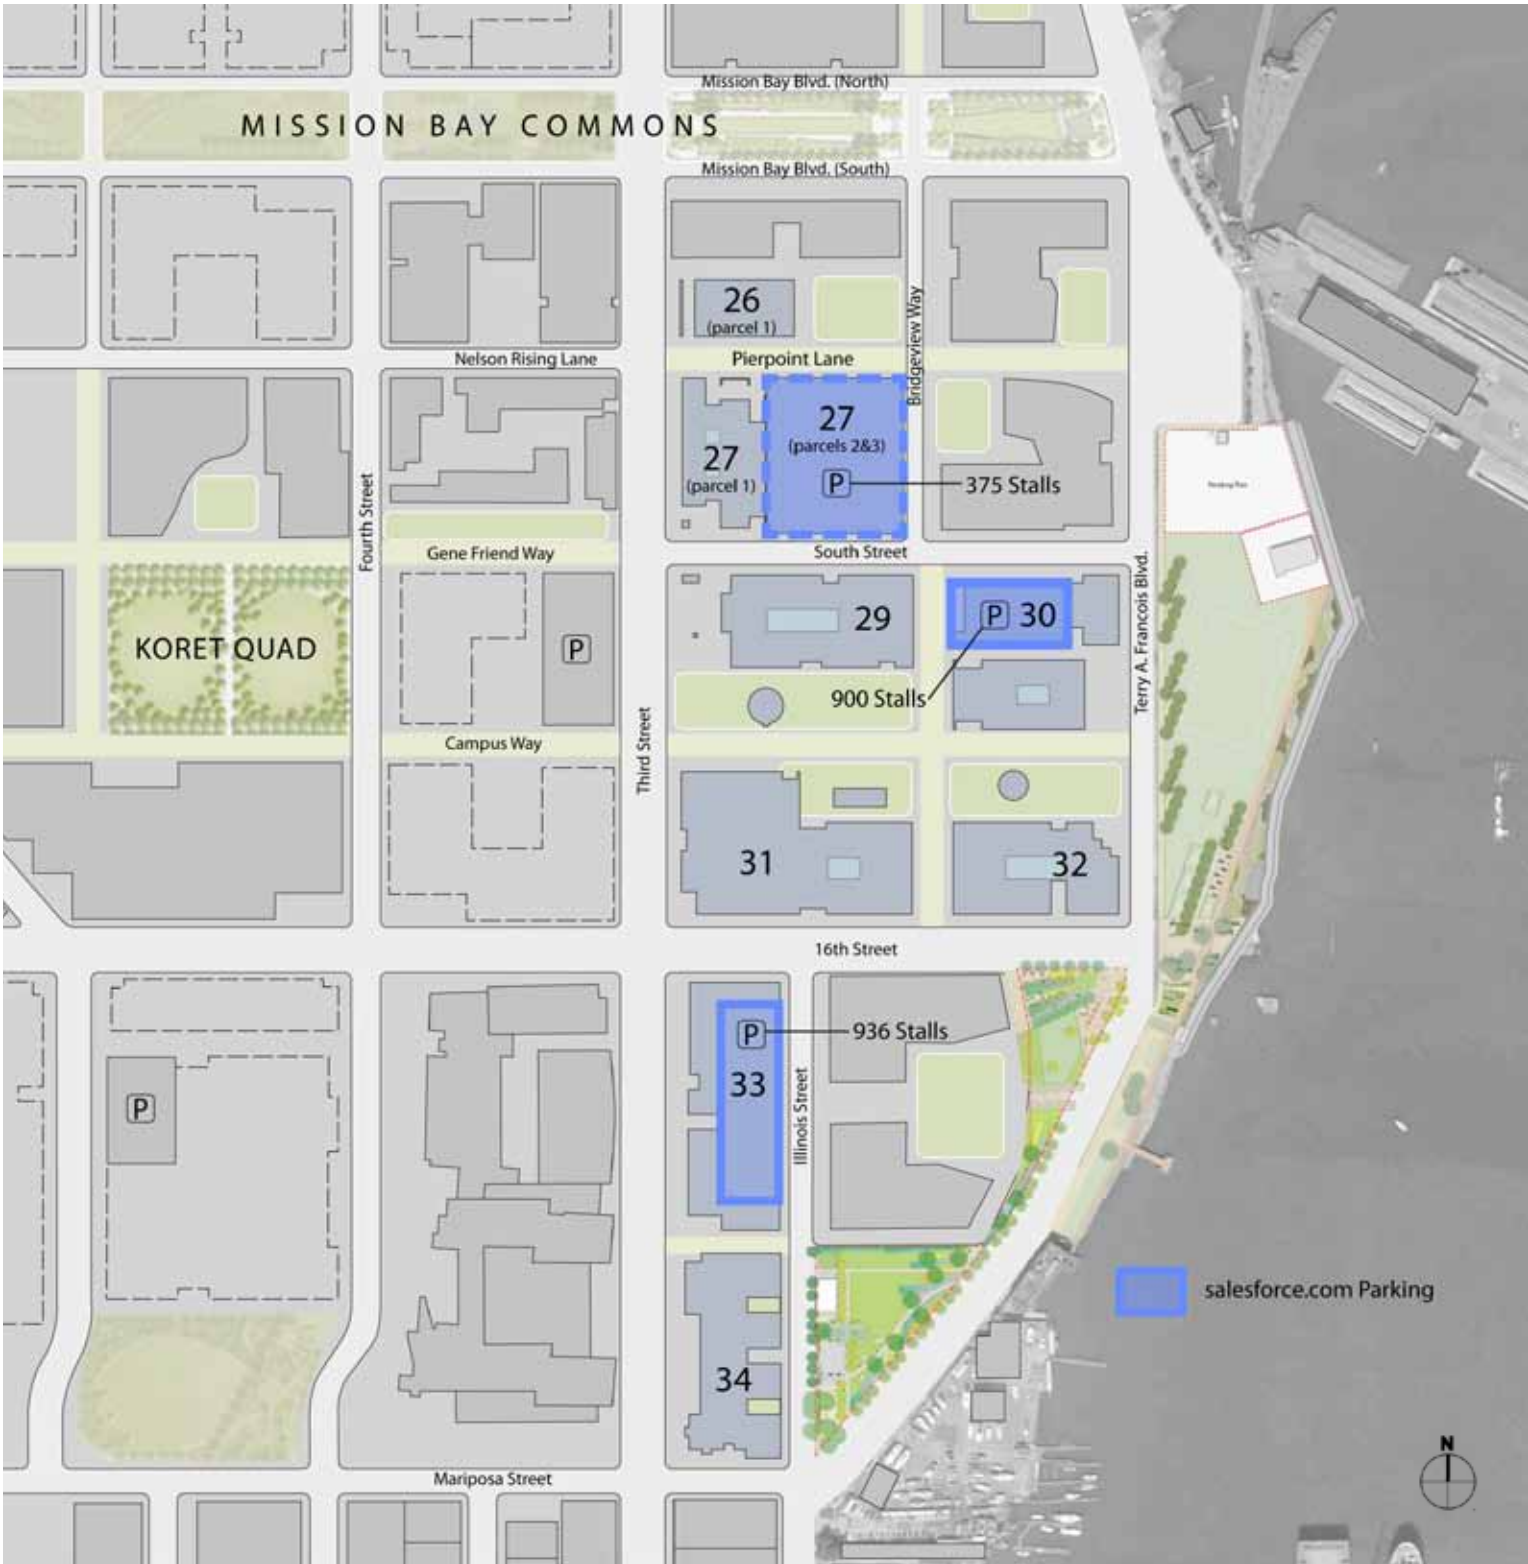 Mission Bay Blvd. (North)
MISSION BAY COMMONS
Mission Bay Blvd. (South)
26
(parcel 1)
Bridgeview Way
Nelson Rising Lane
Pierpoint Lane
27
(parcels 2&3)
27
(parcel 1)
P
375 Stalls
Fourth Street
Gene Friend Way
South Street
Terry A. Francois Blvd.
29
P 30
KORET QUAD
P
900 Stalls
Third Street
Campus Way
31
32
16th Street
P
936 Stalls
33
Illinois Street
P
salesforce.com Parking
34
Mariposa Street
N